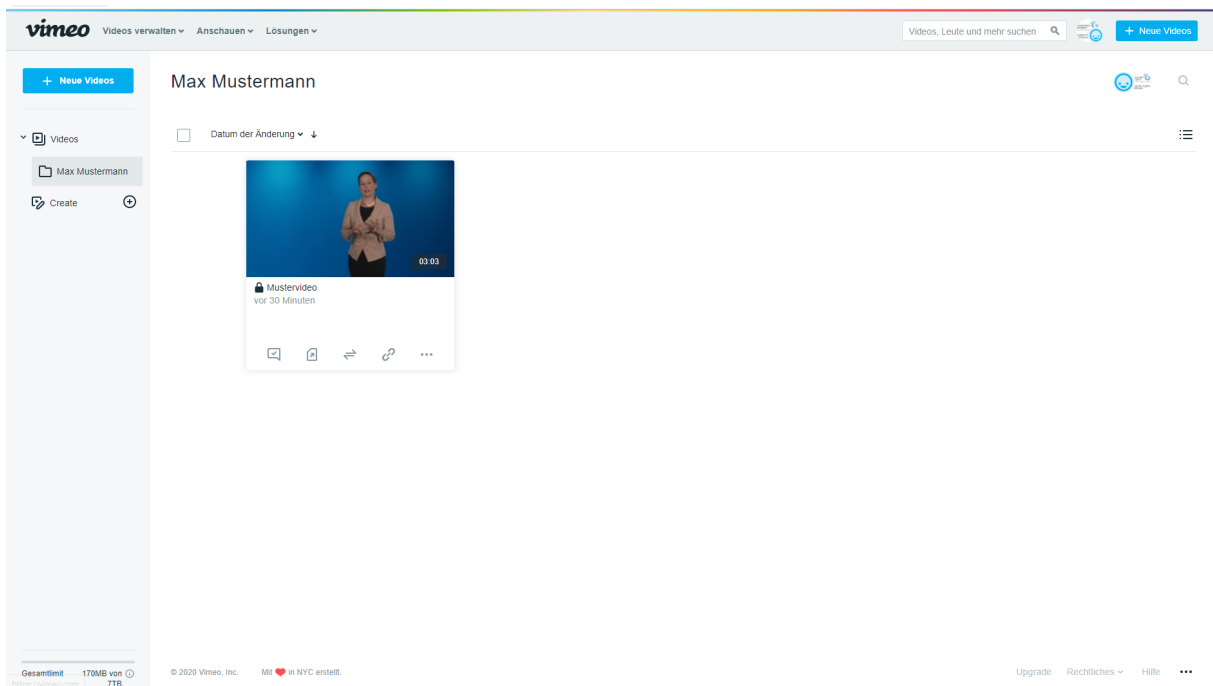 vimeo Videos verwalten Anschauen Lösungen Videos, Leute und mehr suchen + Neue Videos
+ Neue Videos
Max Mustermann
Videos
Datum der Änderung ↓
Max Mustermann
Create
03:03
Mustervideo
vor 30 Minuten
Gesamtlimit 170MB von
7TB
© 2020 Vimeo, Inc. Mit ❤ in NYC erstellt. Upgrade Rechtliches Hilfe